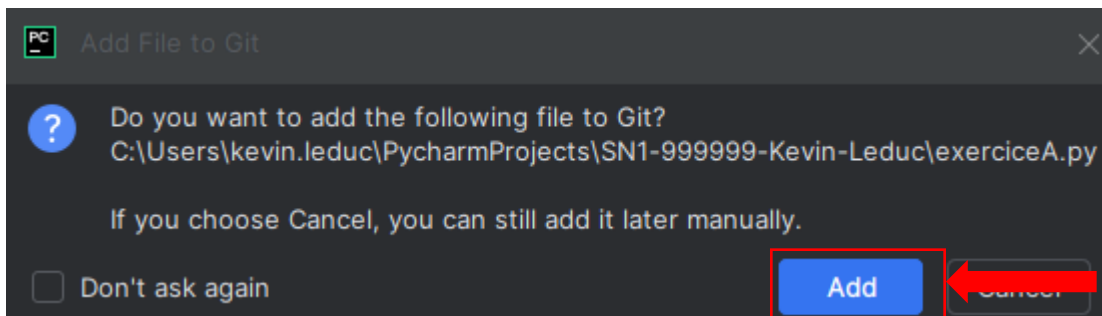 PC
Add File to Git
Do you want to add the following file to Git?
C:\Users\kevin.leduc\PycharmProjects\SN1-999999-Kevin-Leduc\exerciceA.py
If you choose Cancel, you can still add it later manually.
Don't ask again
Add
Cancel